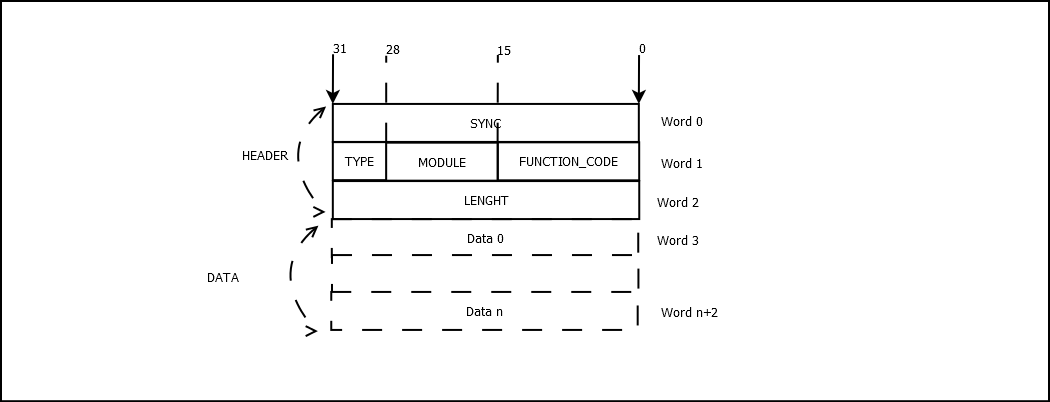 31 28 15 0
SYNC Word 0
HEADER TYPE MODULE FUNCTION_CODE Word 1
LENGHT Word 2
Data 0 Word 3
DATA
Data n Word n+2